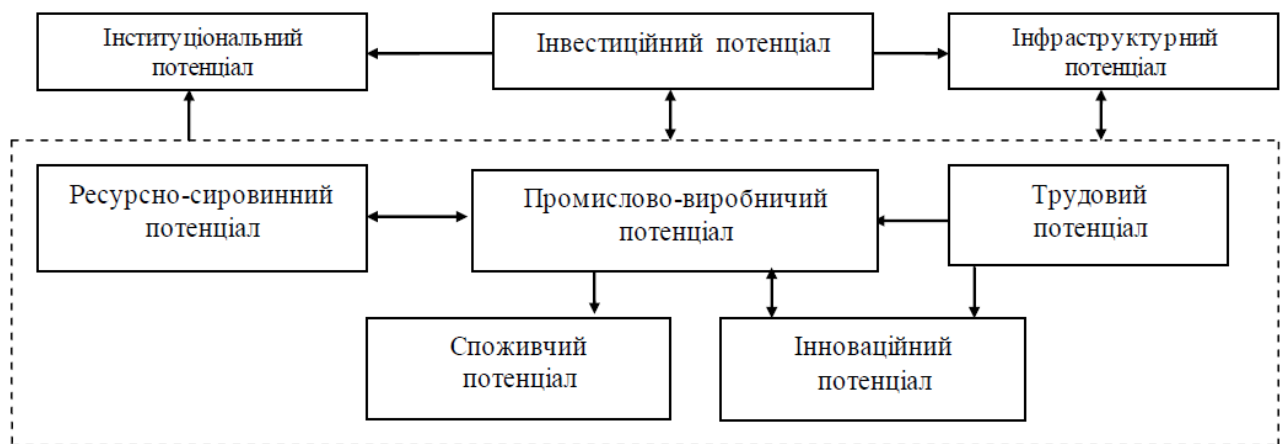 Інституціональний
потенціал
Інвестиційний потенціал
Інфраструктурний
потенціал
Ресурсно-сировинний
потенціал
Промислово-виробничий
потенціал
Трудовий
потенціал
Споживчий
потенціал
Інноваційний
потенціал